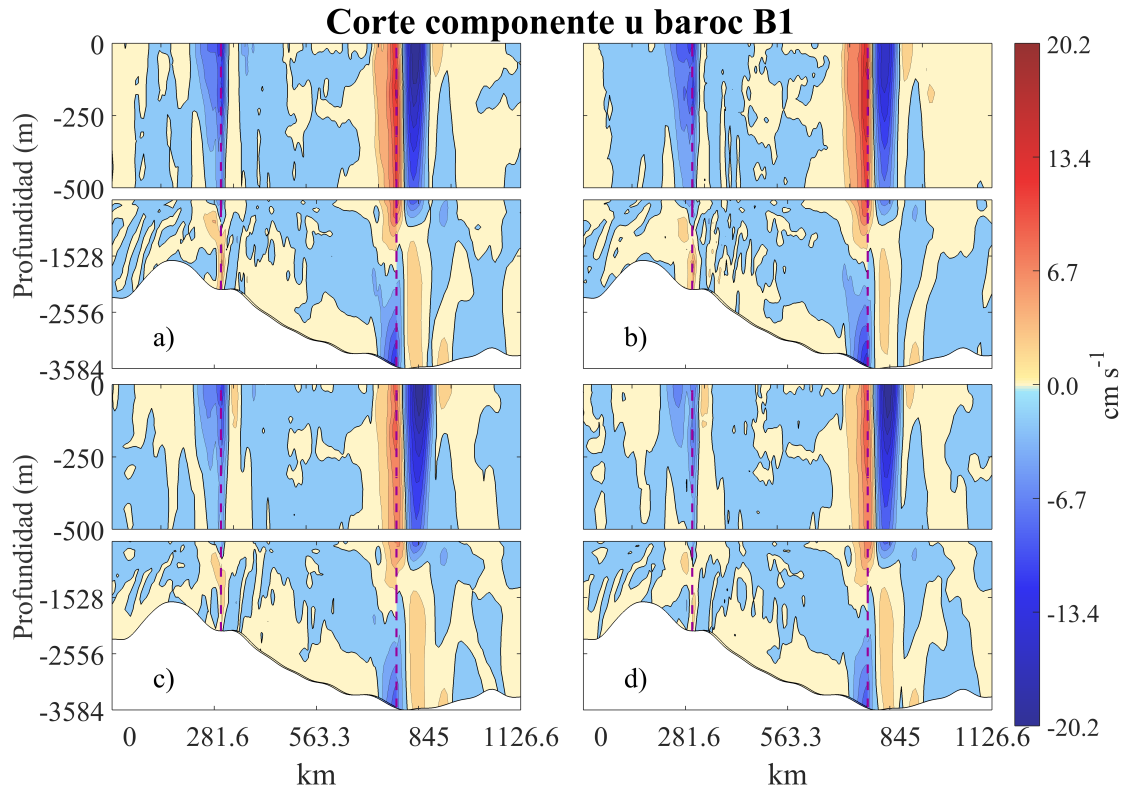 Corte componente u baroc B1
0
-250
-500
Profundidad (m)
-1528
-2556
-3584
a)
b)
0
-250
-500
Profundidad (m)
-1528
-2556
-3584
c)
d)
0 281.6 563.3 845 1126.6
0 281.6 563.3 845 1126.6
km
km
20.2
13.4
6.7
0.0
-6.7
-13.4
-20.2
cm s⁻¹